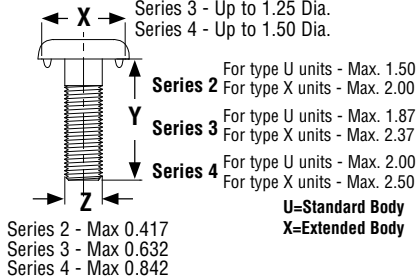 Series 3 - Up to 1.25 Dia.
Series 4 - Up to 1.50 Dia.
X
Y
Series 2 For type U units - Max. 1.50
For type X units - Max. 2.00
Series 3 For type U units - Max. 1.87
For type X units - Max. 2.37
Series 4 For type U units - Max. 2.00
For type X units - Max. 2.50
U=Standard Body
X=Extended Body
Z
Series 2 - Max 0.417
Series 3 - Max 0.632
Series 4 - Max 0.842